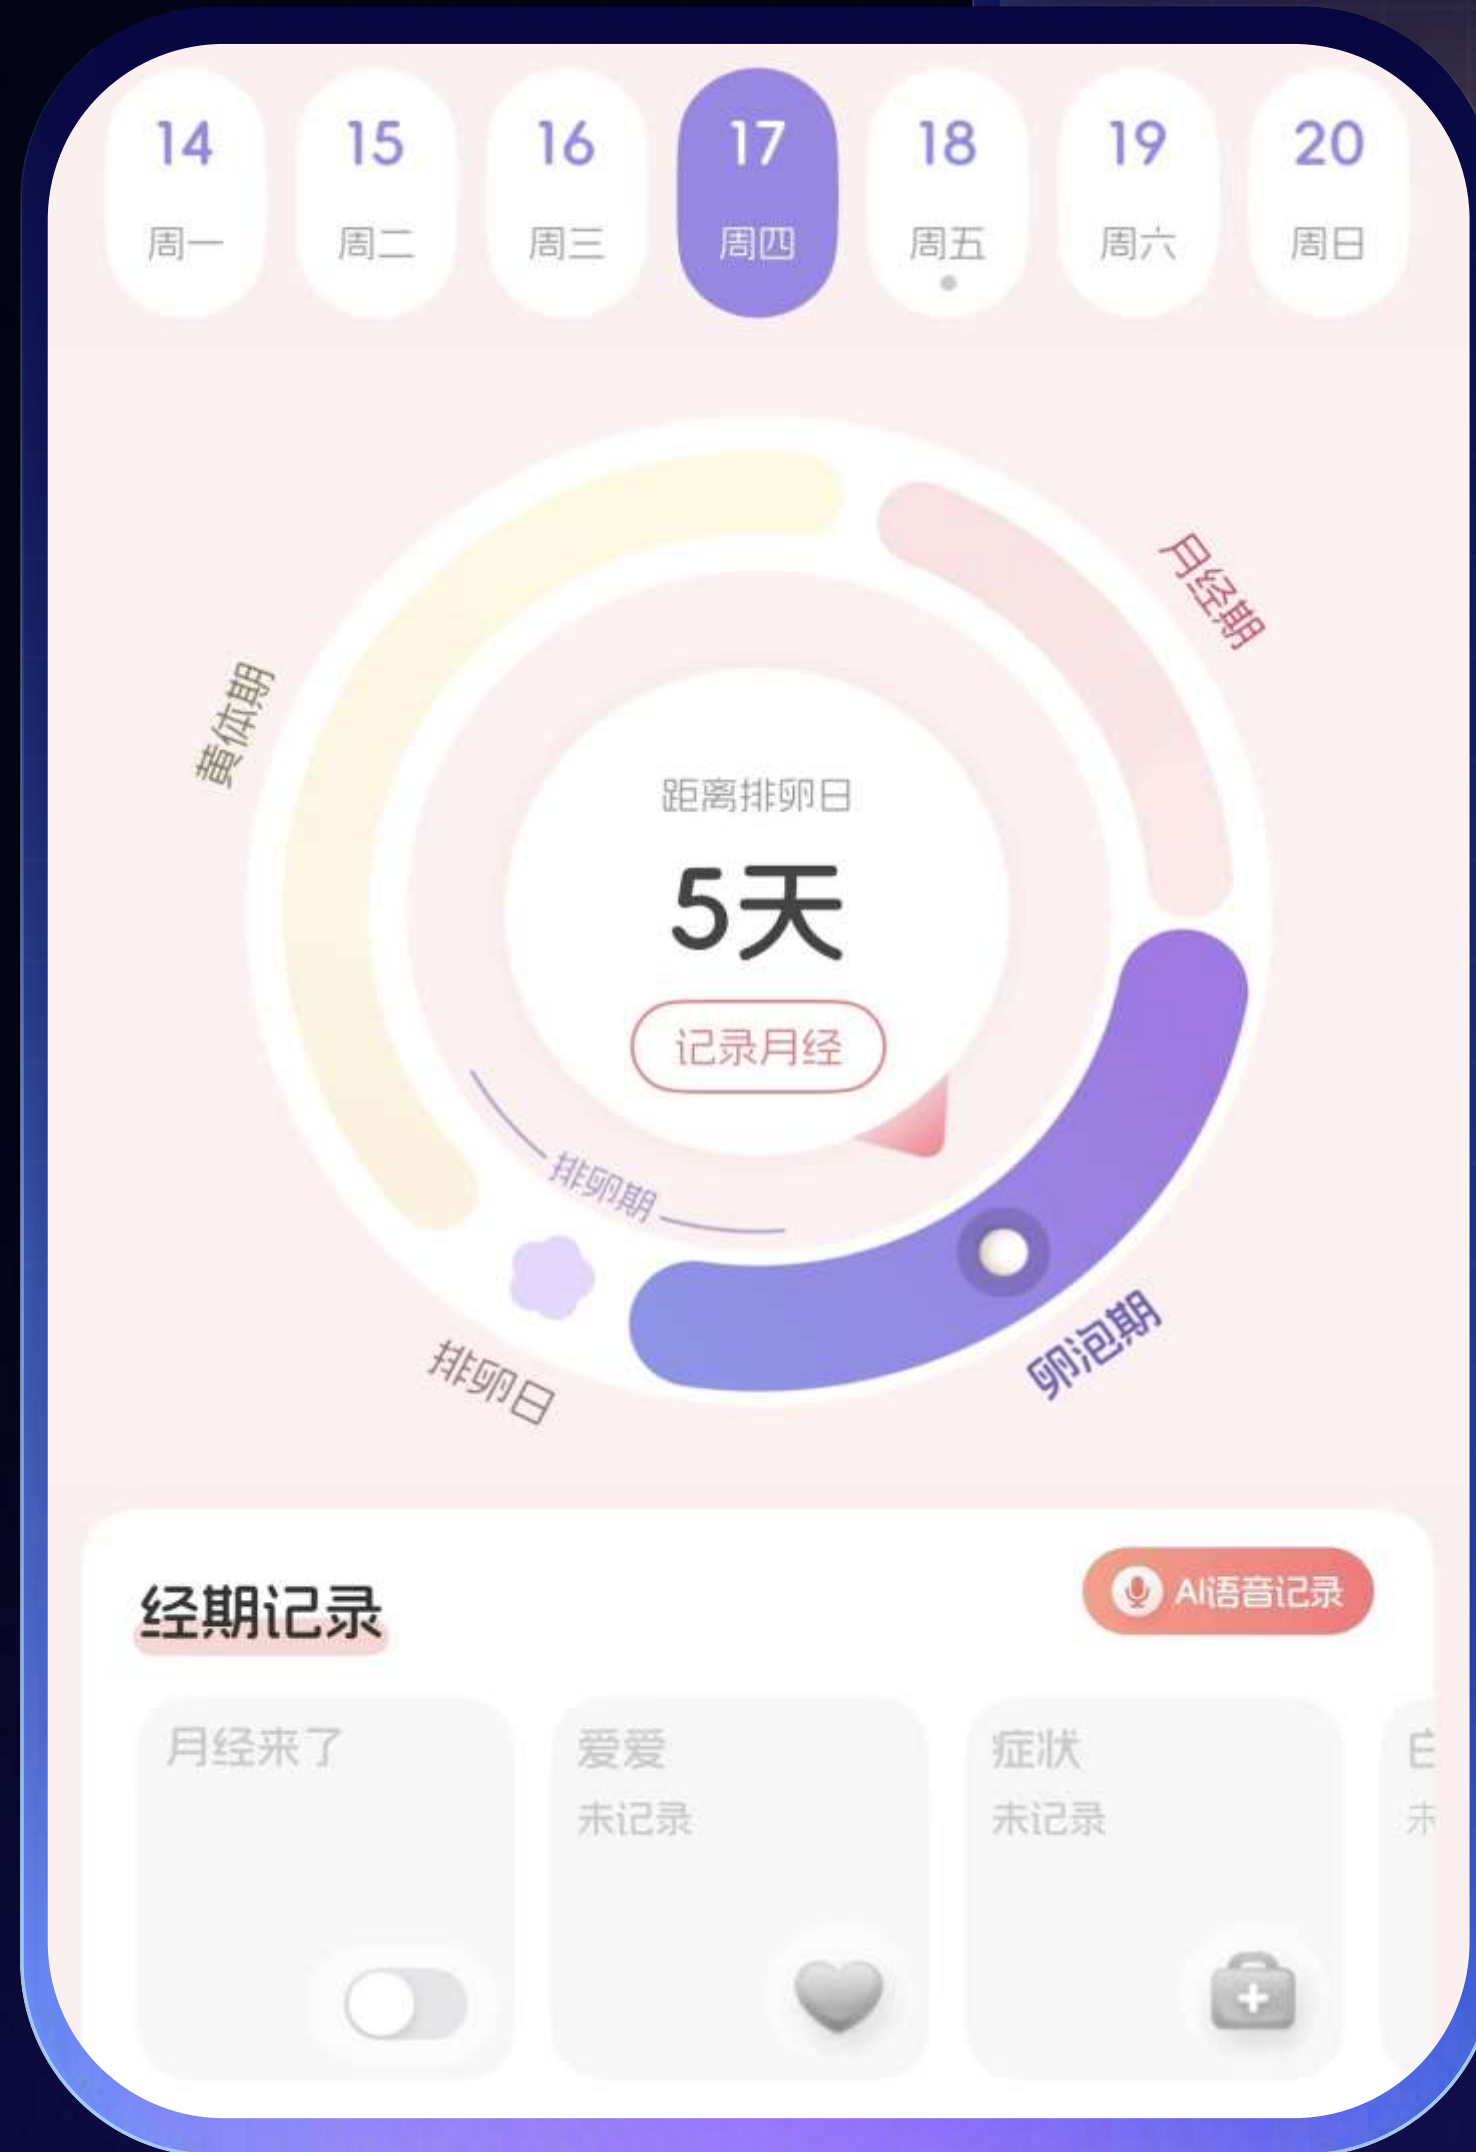 14 15 16 17 18 19 20
周一 周二 周三 周四 周五 周六 周日
月经期
黄体期
距离排卵日
5天
记录月经
排卵期
卵泡期
排卵日
经期记录
AI语音记录
月经来了 爱爱 症状
未记录 未记录 未